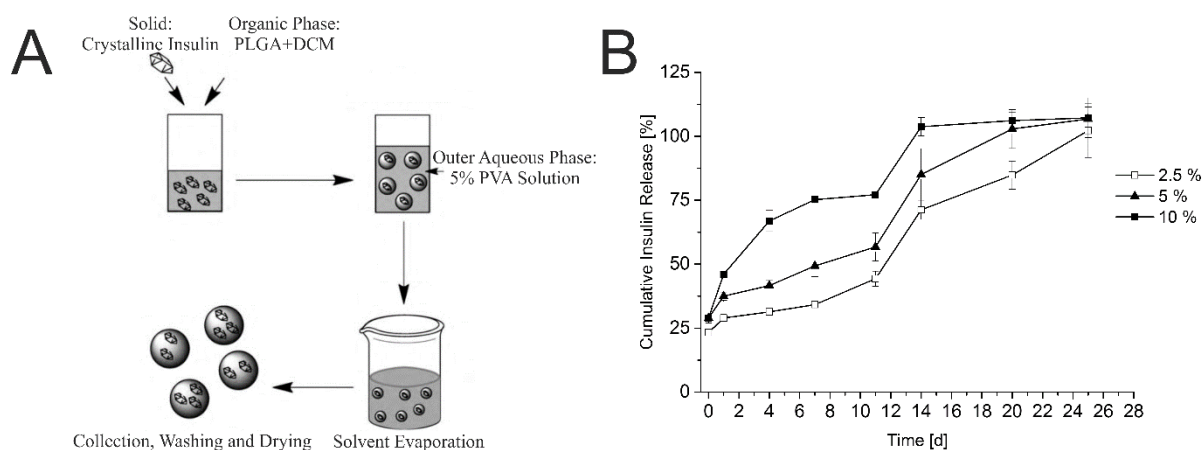 A
Solid:
Crystalline Insulin
Organic Phase:
PLGA+DCM
Outer Aqueous Phase:
5% PVA Solution
Collection, Washing and Drying
Solvent Evaporation
B
Cumulative Insulin Release [%]
125
100
75
50
25
0
0 2 4 6 8 10 12 14 16 18 20 22 24 26 28
Time [d]
2.5 %
5 %
10 %